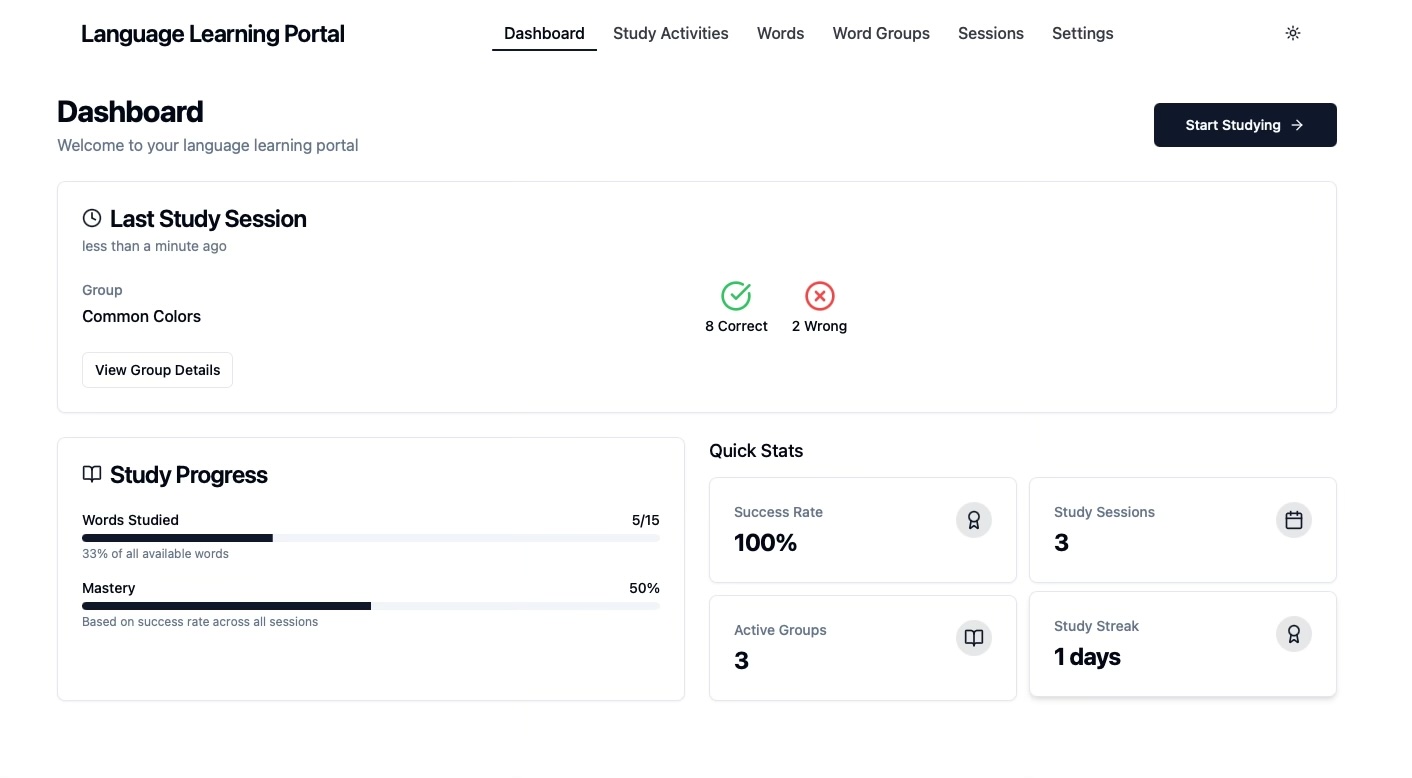 Language Learning Portal
Dashboard Study Activities Words Word Groups Sessions Settings
Dashboard
Welcome to your language learning portal
Start Studying →
Last Study Session
less than a minute ago
Group
Common Colors
8 Correct 2 Wrong
View Group Details
Study Progress
Words Studied 5/15
33% of all available words
Mastery 50%
Based on success rate across all sessions
Quick Stats
Success Rate
100%
Study Sessions
3
Active Groups
3
Study Streak
1 days